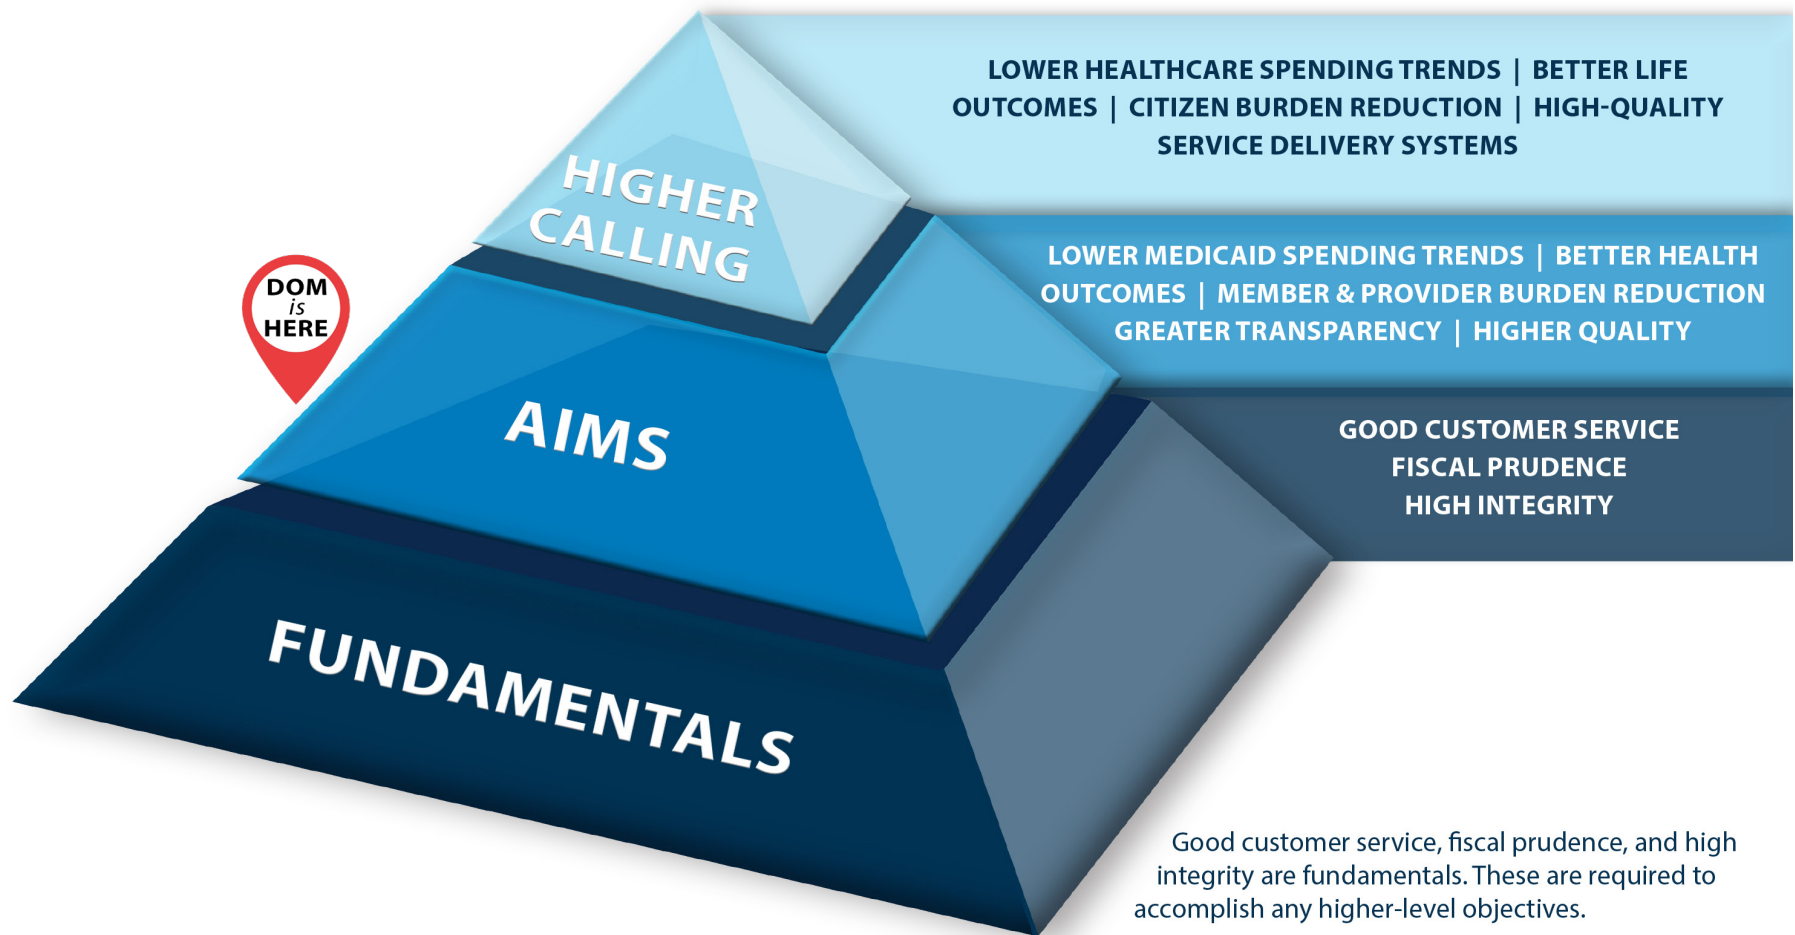 LOWER HEALTHCARE SPENDING TRENDS | BETTER LIFE
OUTCOMES | CITIZEN BURDEN REDUCTION | HIGH-QUALITY
SERVICE DELIVERY SYSTEMS
HIGHER
CALLING
LOWER MEDICAID SPENDING TRENDS | BETTER HEALTH
OUTCOMES | MEMBER & PROVIDER BURDEN REDUCTION
GREATER TRANSPARENCY | HIGHER QUALITY
DOM
is
HERE
AIMS
GOOD CUSTOMER SERVICE
FISCAL PRUDENCE
HIGH INTEGRITY
FUNDAMENTALS
Good customer service, fiscal prudence, and high
integrity are fundamentals. These are required to
accomplish any higher-level objectives.